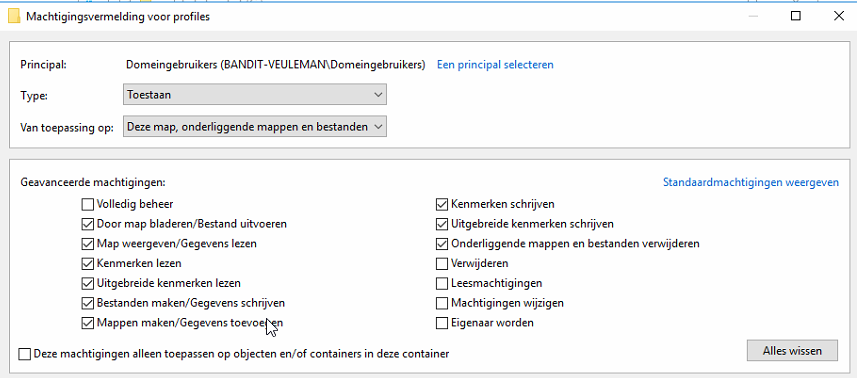 Machtigingsvermelding voor profiles
Principal: Domeingebruikers (BANDIT-VEULEMAN\Domeingebruikers) Een principal selecteren
Type: Toestaan
Van toepassing op: Deze map, onderliggende mappen en bestanden
Geavanceerde machtigingen: Standaardmachtigingen weergeven
Volledig beheer Kenmerken schrijven
Door map bladeren/Bestand uitvoeren Uitgebreide kenmerken schrijven
Map weergeven/Gegevens lezen Onderliggende mappen en bestanden verwijderen
Kenmerken lezen Verwijderen
Uitgebreide kenmerken lezen Leesmachtigingen
Bestanden maken/Gegevens schrijven Machtigingen wijzigen
Mappen maken/Gegevens toevoegen Eigenaar worden
Deze machtigingen alleen toepassen op objecten en/of containers in deze container Alles wissen